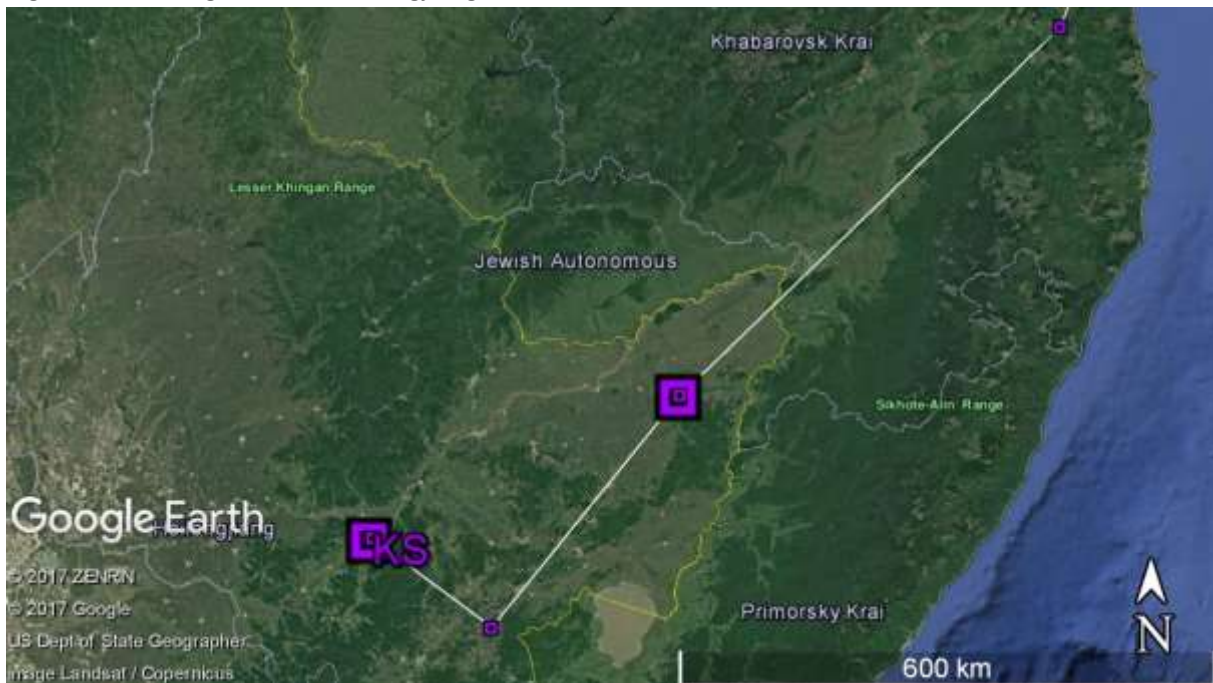 Khabarovsk Krai
Lesser Khingan Range
Jewish Autonomous
Sikhote-Alin Range
Google Earth
Heilongjiang
KS
© 2017 ZENRIN
© 2017 Google
US Dept of State Geographer
Image Landsat / Copernicus
Primorsky Krai
600 km
N